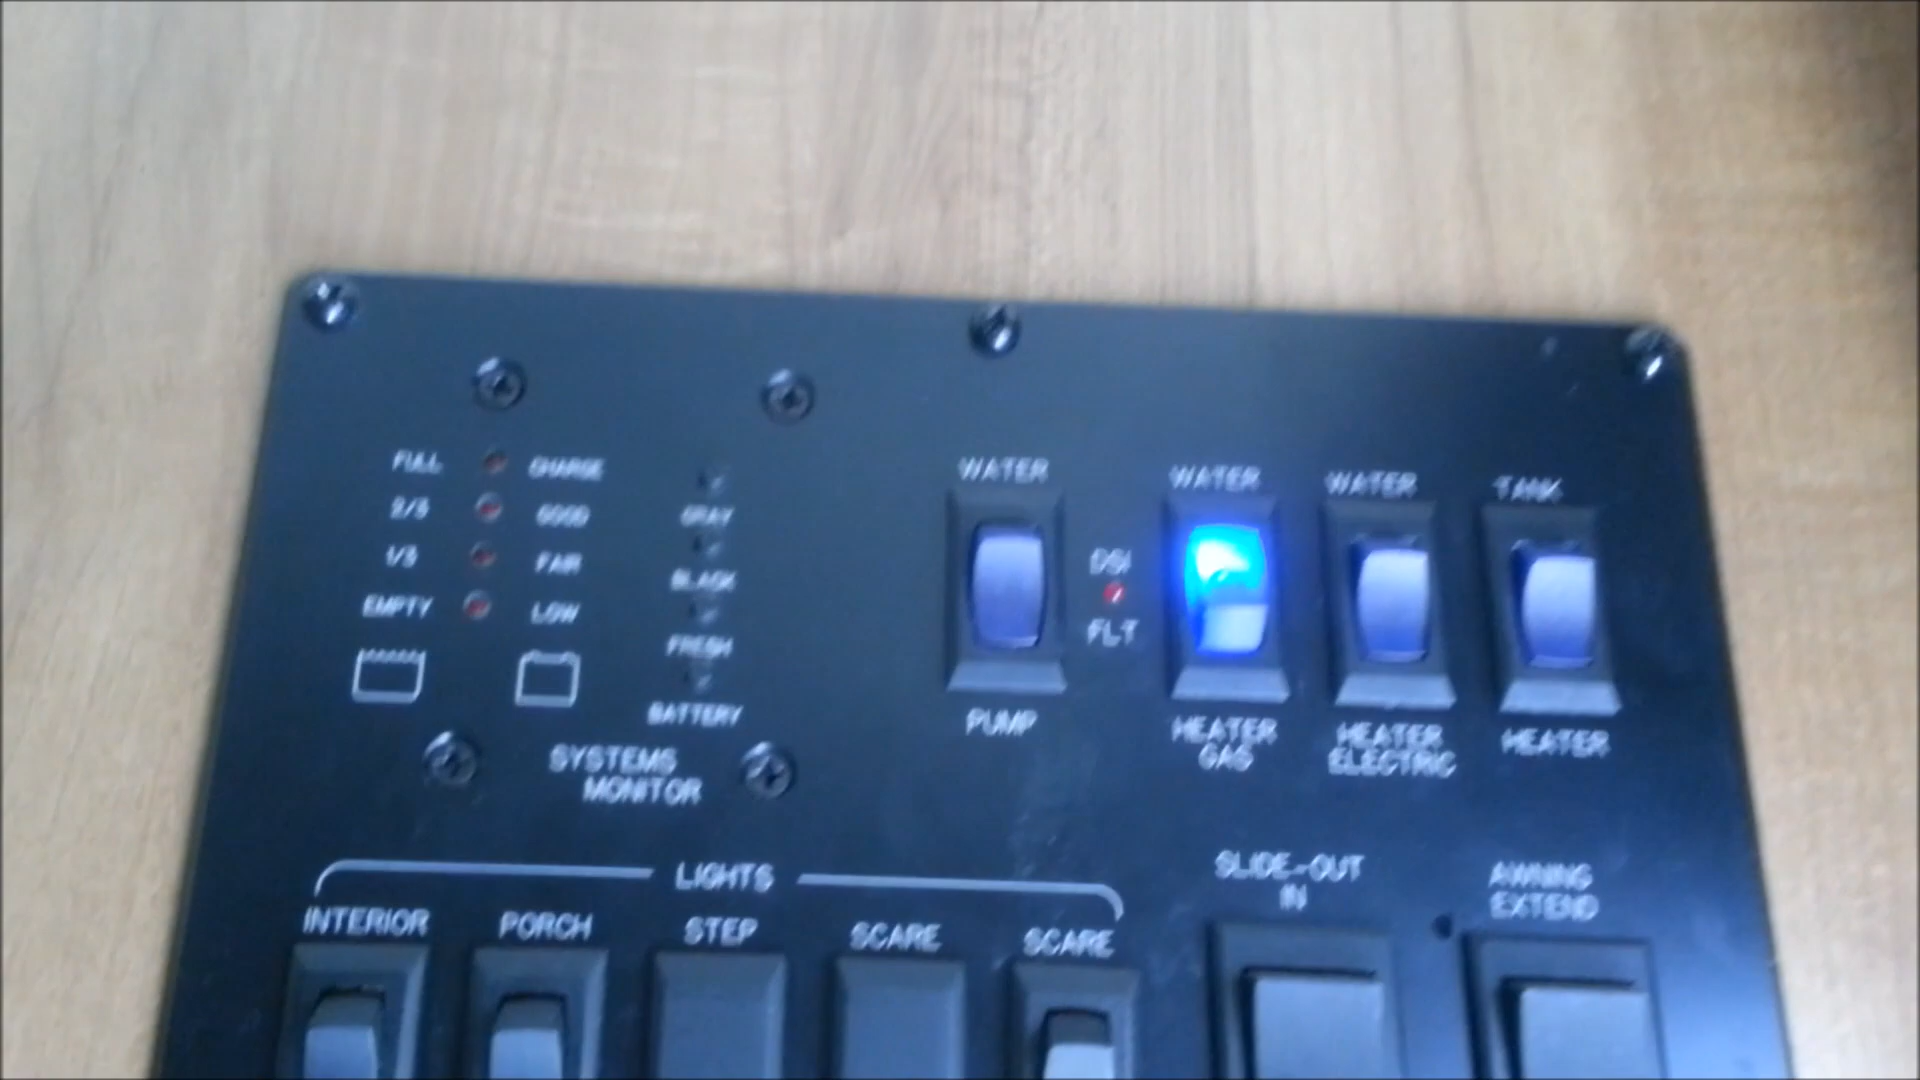 FULL
CHARGE
2/3
GOOD
1/3
FAIR
EMPTY
LOW
GRAY
BLACK
FRESH
BATTERY
SYSTEMS
MONITOR
WATER
PUMP
DSI
FLT
WATER
HEATER
GAS
WATER
HEATER
ELECTRIC
TANK
HEATER
LIGHTS
INTERIOR
PORCH
STEP
SCARE
SCARE
SLIDE-OUT
IN
AWNING
EXTEND